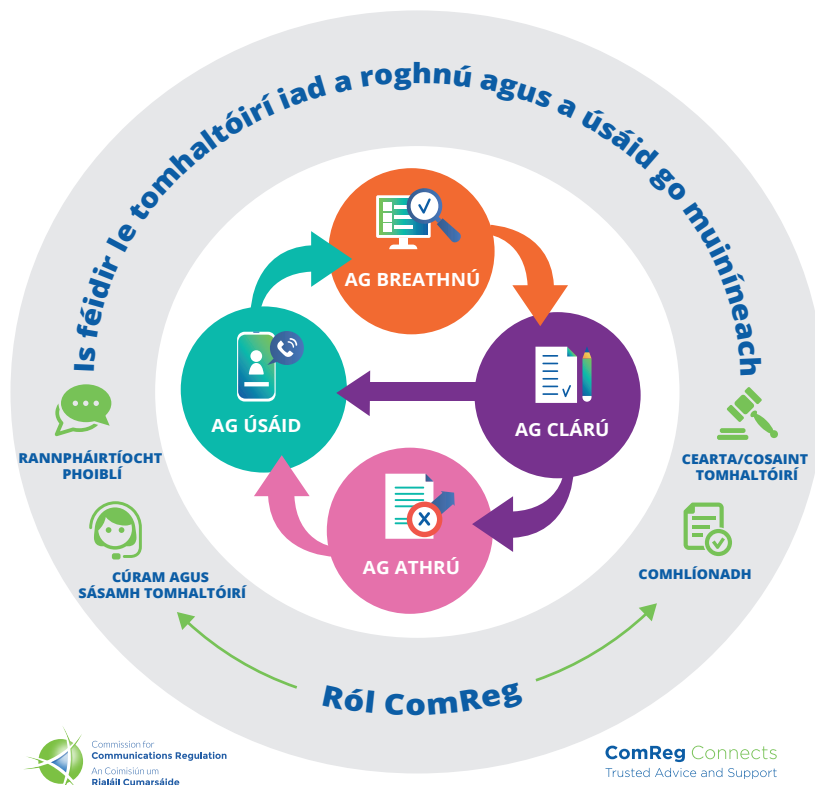 Is féidir le tomhaltóirí iad a roghnú agus a úsáid go muiníneach
AG BREATHNÚ
AG ÚSÁID
AG CLÁRÚ
AG ATHRÚ
RANNPHÁIRTÍOCHT
PHOIBLÍ
CÚRAM AGUS
SÁSAMH TOMHALTÓIRÍ
CEARTA/COSAINT
TOMHALTÓIRÍ
COMHLÍONADH
Ról ComReg
Commission for
Communications Regulation
An Coimisiún um
Rialáil Cumarsáide
ComReg Connects
Trusted Advice and Support